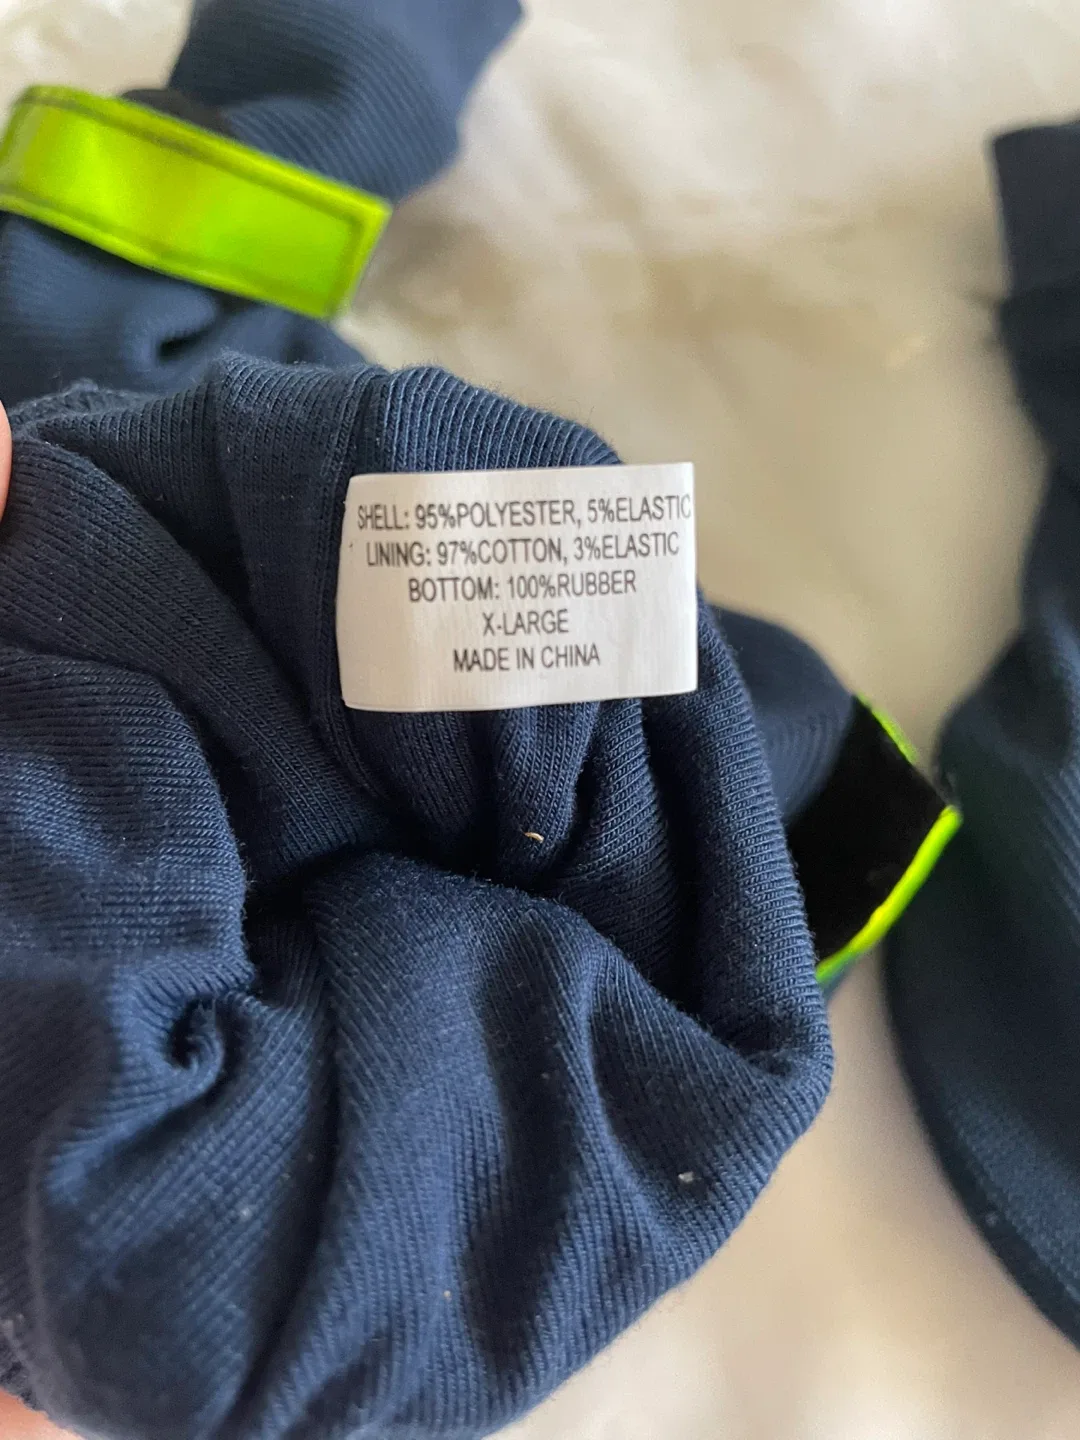 SHELL: 95%POLYESTER, 5%ELASTIC
LINING: 97%COTTON, 3%ELASTIC
BOTTOM: 100%RUBBER
X-LARGE
MADE IN CHINA